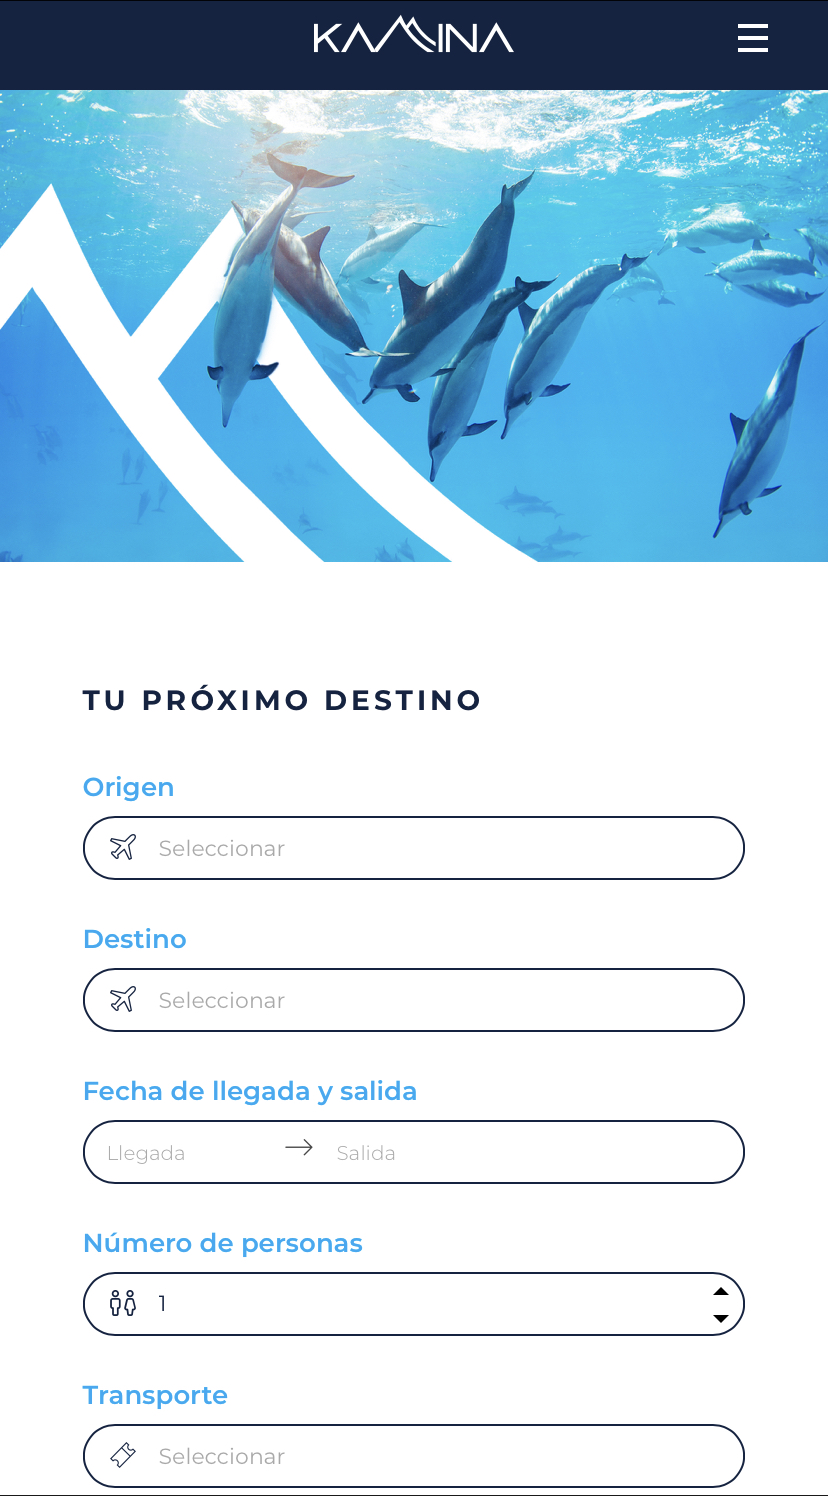 KAMINA
TU PRÓXIMO DESTINO
Origen
Seleccionar
Destino
Seleccionar
Fecha de llegada y salida
Llegada → Salida
Número de personas
1
Transporte
Seleccionar